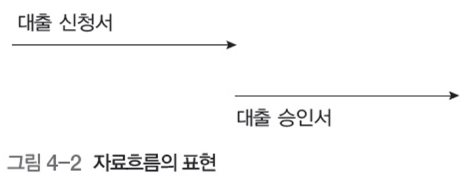 대출 신청서
대출 승인서
그림 4-2 자료흐름의 표현